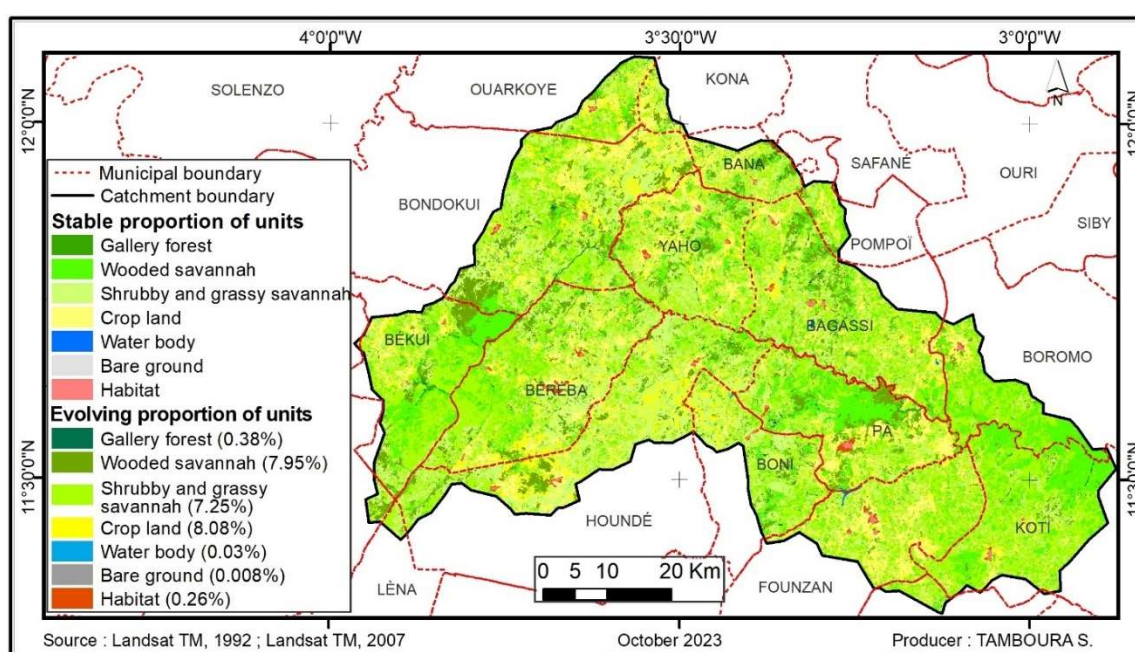 4°0'0"W
3°30'0"W
3°0'0"W
12°0'0"N
12°0'0"N
11°30'0"N
11°30'0"N
N
SOLENZO
OUARKOYE
KONA
SAFANÉ
OURI
SIBY
BONDOKUI
BANA
YAHO
POMPOÏ
BAGASSI
BOROMO
BÉKUI
BÉRÉBA
PÂ
BONI
KOTI
HOUNDÉ
LÈNA
FOUNZAN
Municipal boundary
Catchment boundary
Stable proportion of units
Gallery forest
Wooded savannah
Shrubby and grassy savannah
Crop land
Water body
Bare ground
Habitat
Evolving proportion of units
Gallery forest (0.38%)
Wooded savannah (7.95%)
Shrubby and grassy
savannah (7.25%)
Crop land (8.08%)
Water body (0.03%)
Bare ground (0.008%)
Habitat (0.26%)
0 5 10 20 Km
Source : Landsat TM, 1992 ; Landsat TM, 2007
October 2023
Producer : TAMBOURA S.